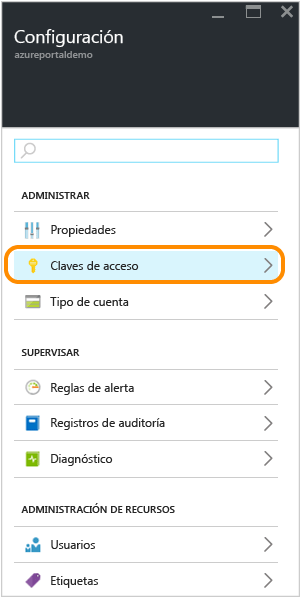 Configuración
azureportaldemo
ADMINISTRAR
Propiedades
Claves de acceso
Tipo de cuenta
SUPERVISAR
Reglas de alerta
Registros de auditoría
Diagnóstico
ADMINISTRACIÓN DE RECURSOS
Usuarios
Etiquetas